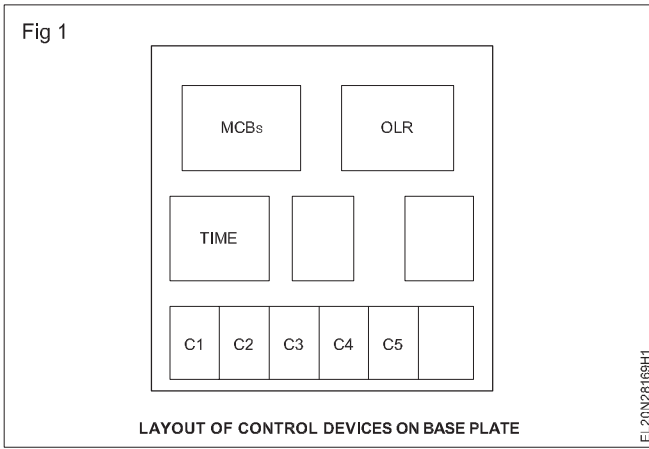 Fig 1
MCBs
OLR
TIME
C1 C2 C3 C4 C5
LAYOUT OF CONTROL DEVICES ON BASE PLATE
EL20N28169H1